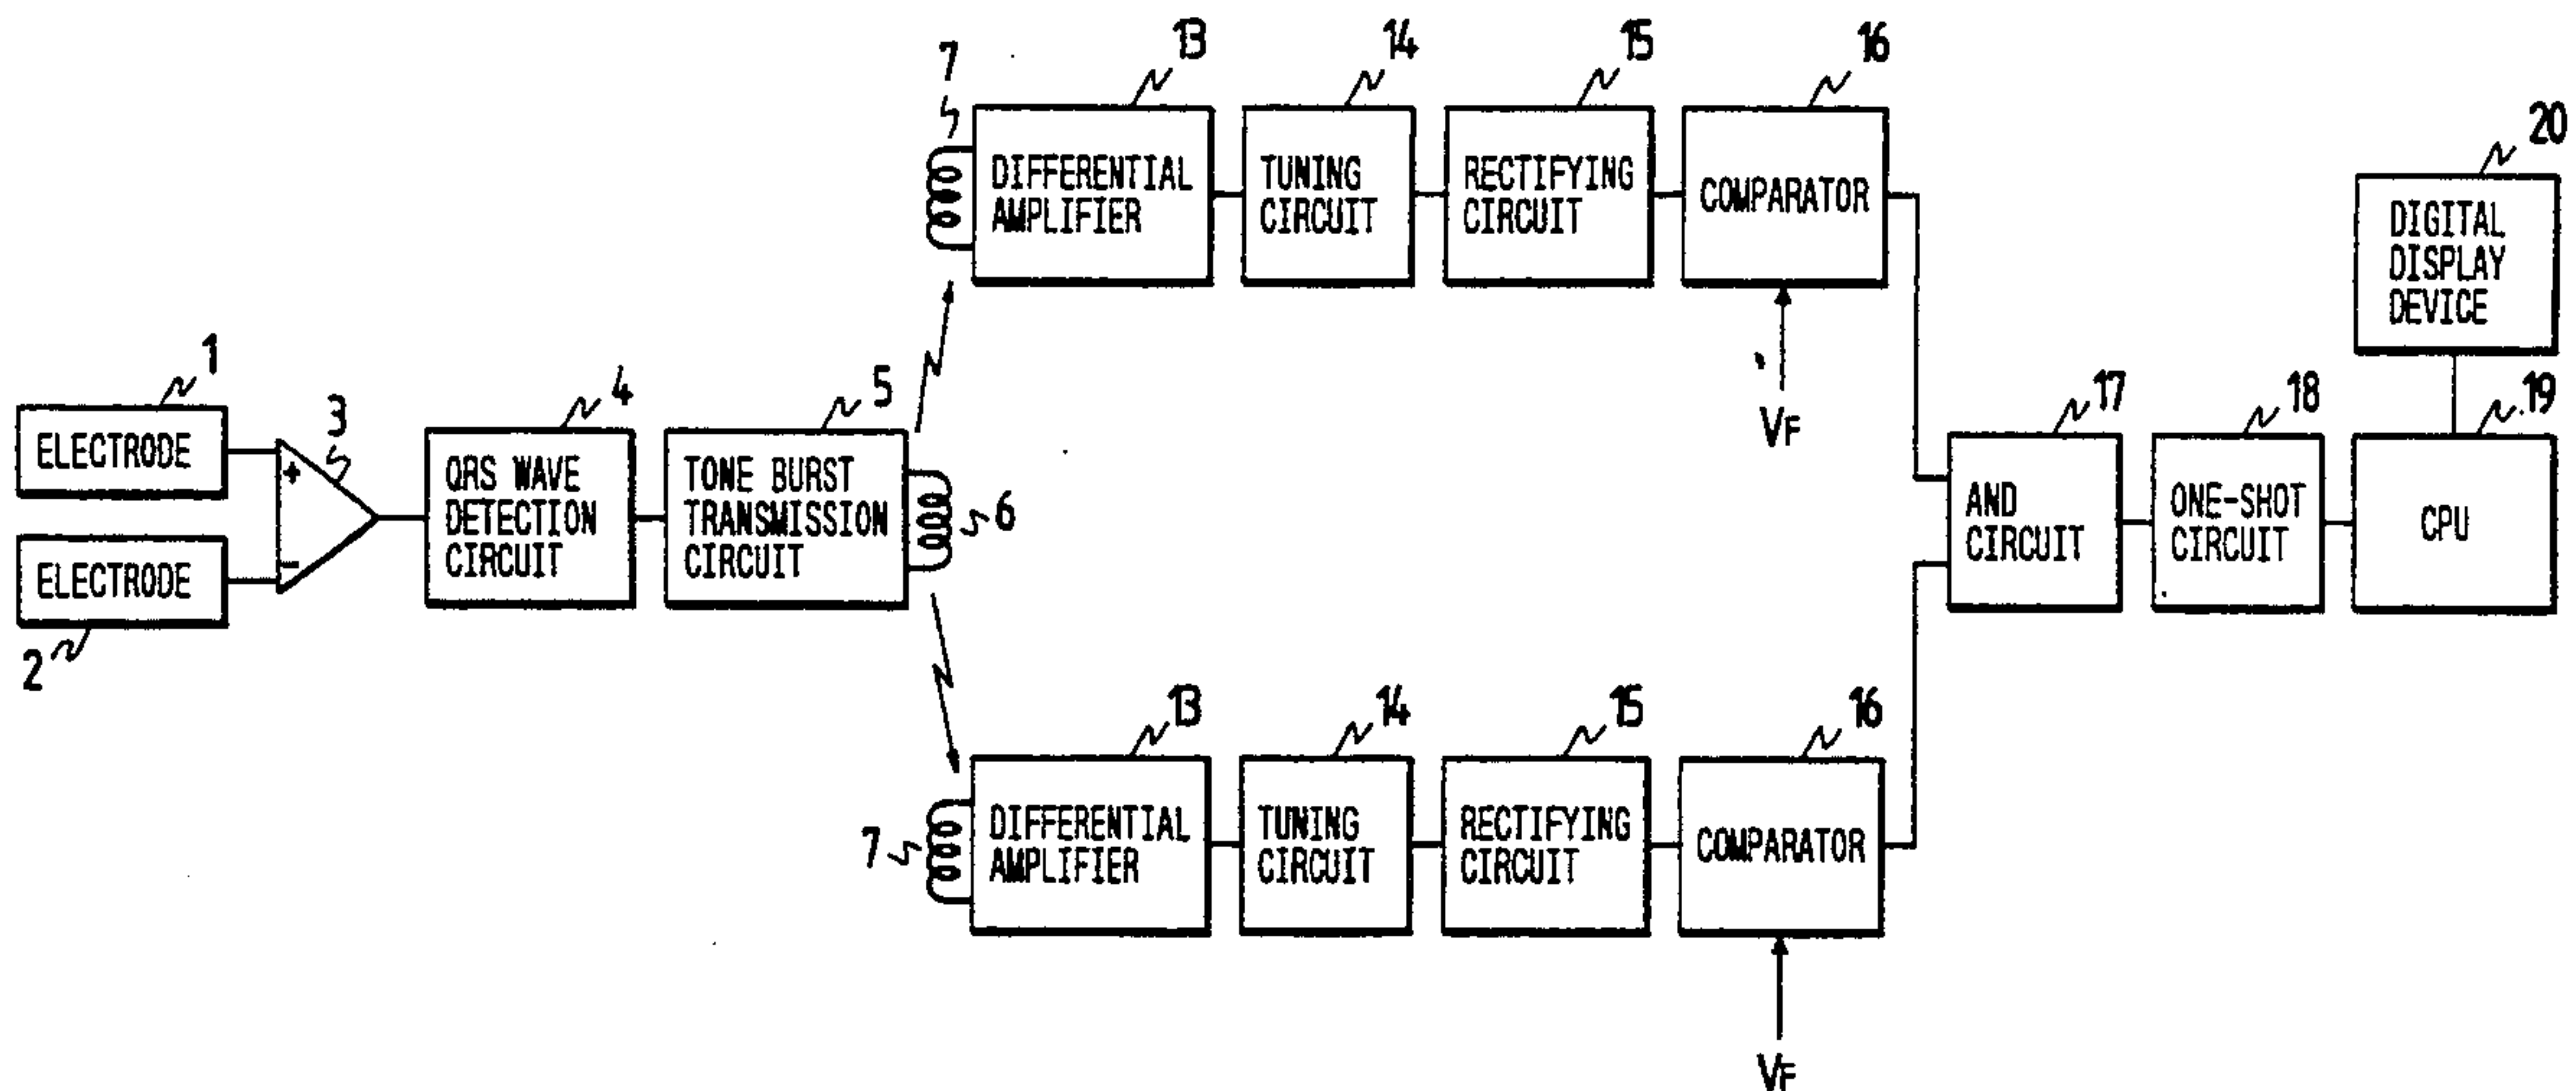 7
13
14
15
16
DIFFERENTIAL
AMPLIFIER
TUNING
CIRCUIT
RECTIFYING
CIRCUIT
COMPARATOR
VF
20
DIGITAL
DISPLAY
DEVICE
1
ELECTRODE
2
ELECTRODE
3
+
−
4
QRS WAVE
DETECTION
CIRCUIT
5
TONE BURST
TRANSMISSION
CIRCUIT
6
17
AND
CIRCUIT
18
ONE-SHOT
CIRCUIT
19
CPU
7
13
14
15
16
DIFFERENTIAL
AMPLIFIER
TUNING
CIRCUIT
RECTIFYING
CIRCUIT
COMPARATOR
VF